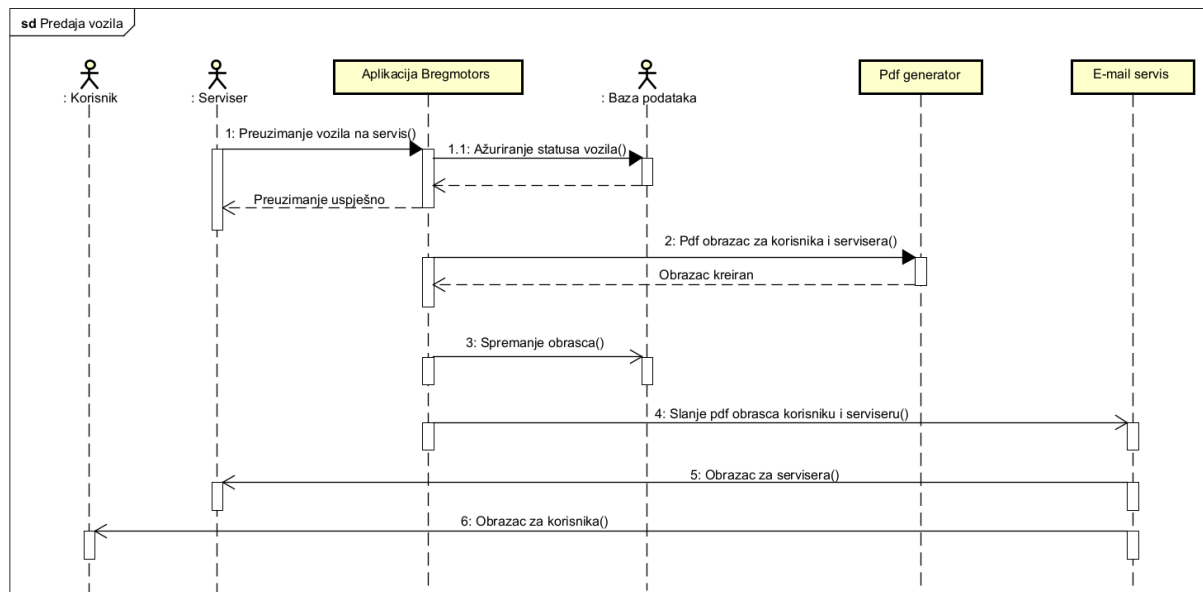 sd Predaja vozila
: Korisnik
: Serviser
Aplikacija Bregmotors
: Baza podataka
Pdf generator
E-mail servis
1: Preuzimanje vozila na servis()
1.1: Ažuriranje statusa vozila()
Preuzimanje uspješno
2: Pdf obrazac za korisnika i servisera()
Obrazac kreiran
3: Spremanje obrasca()
4: Slanje pdf obrasca korisniku i serviseru()
5: Obrazac za servisera()
6: Obrazac za korisnika()